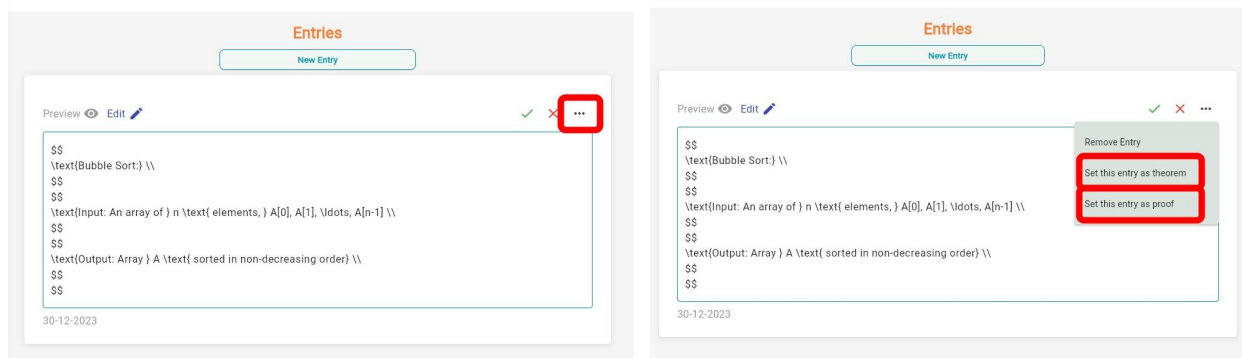 Entries
New Entry
Preview Edit
$$
\text{Bubble Sort:} \\
$$
$$
\text{Input: An array of } n \text{ elements, } A[0], A[1], \ldots, A[n-1] \\
$$
$$
\text{Output: Array } A \text{ sorted in non-decreasing order} \\
$$
$$
30-12-2023
Entries
New Entry
Preview Edit
Remove Entry
Set this entry as theorem
Set this entry as proof
$$
\text{Bubble Sort:} \\
$$
$$
\text{Input: An array of } n \text{ elements, } A[0], A[1], \ldots, A[n-1] \\
$$
$$
\text{Output: Array } A \text{ sorted in non-decreasing order} \\
$$
$$
30-12-2023